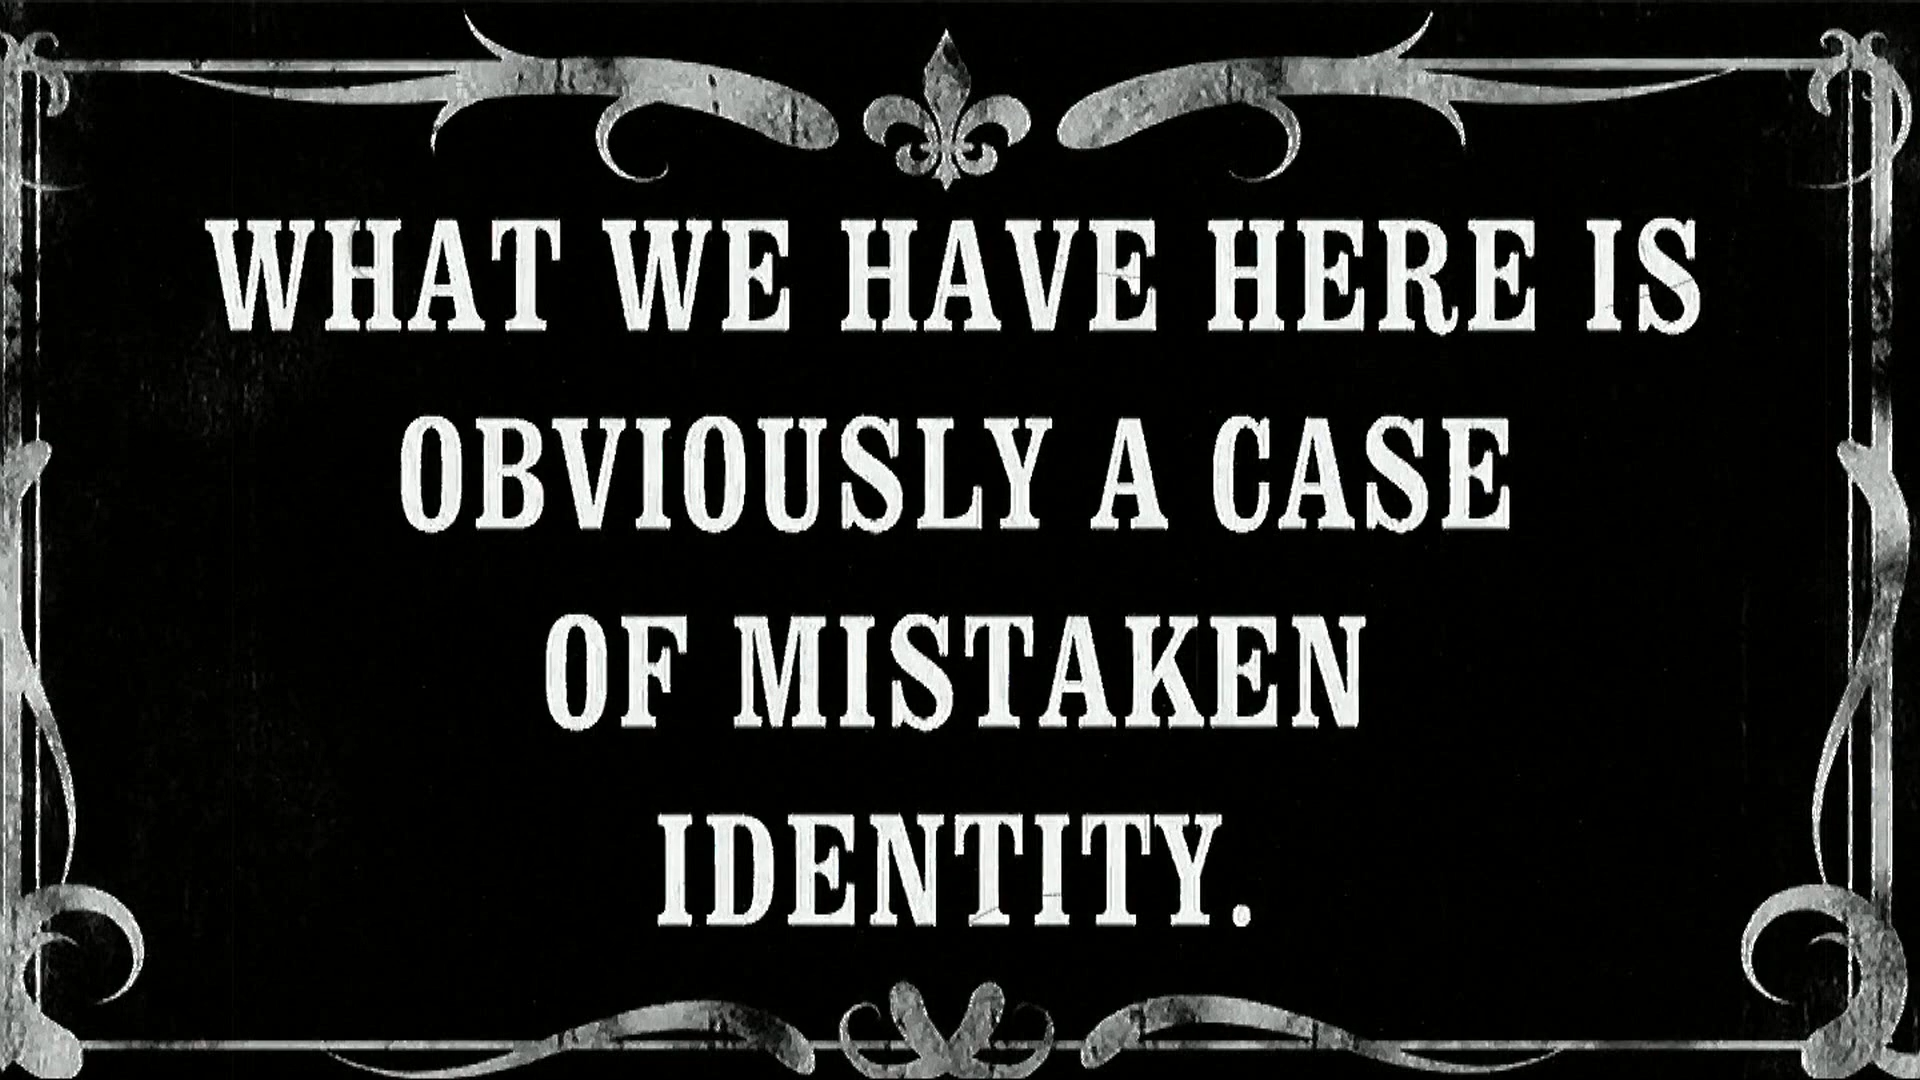 WHAT WE HAVE HERE IS
OBVIOUSLY A CASE
OF MISTAKEN
IDENTITY.